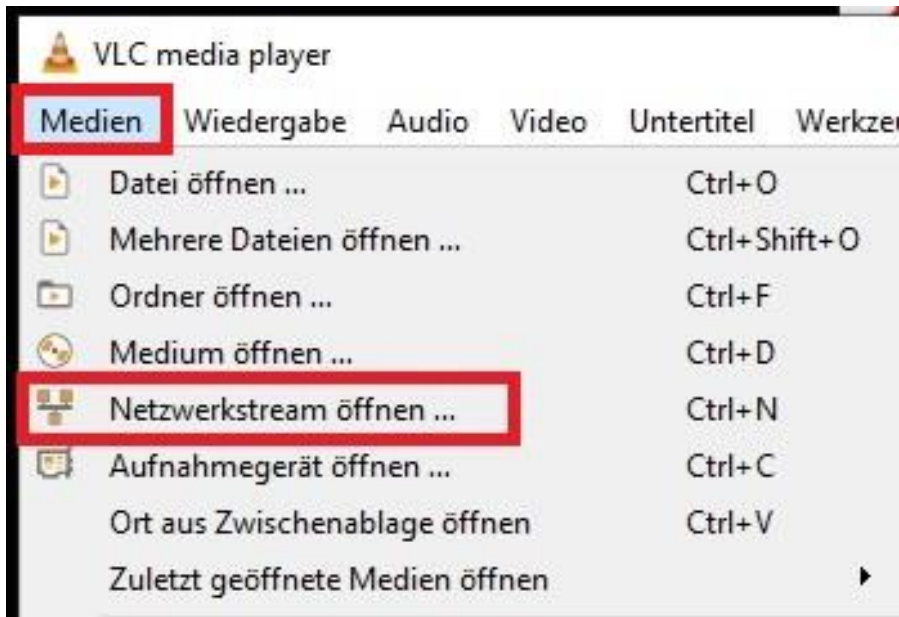 VLC media player
Medien Wiedergabe Audio Video Untertitel
Datei öffnen ... Ctrl+O
Mehrere Dateien öffnen ... Ctrl+Shift+O
Ordner öffnen ... Ctrl+F
Medium öffnen ... Ctrl+D
Netzwerkstream öffnen ... Ctrl+N
Aufnahmegerät öffnen ... Ctrl+C
Ort aus Zwischenablage öffnen Ctrl+V
Zuletzt geöffnete Medien öffnen